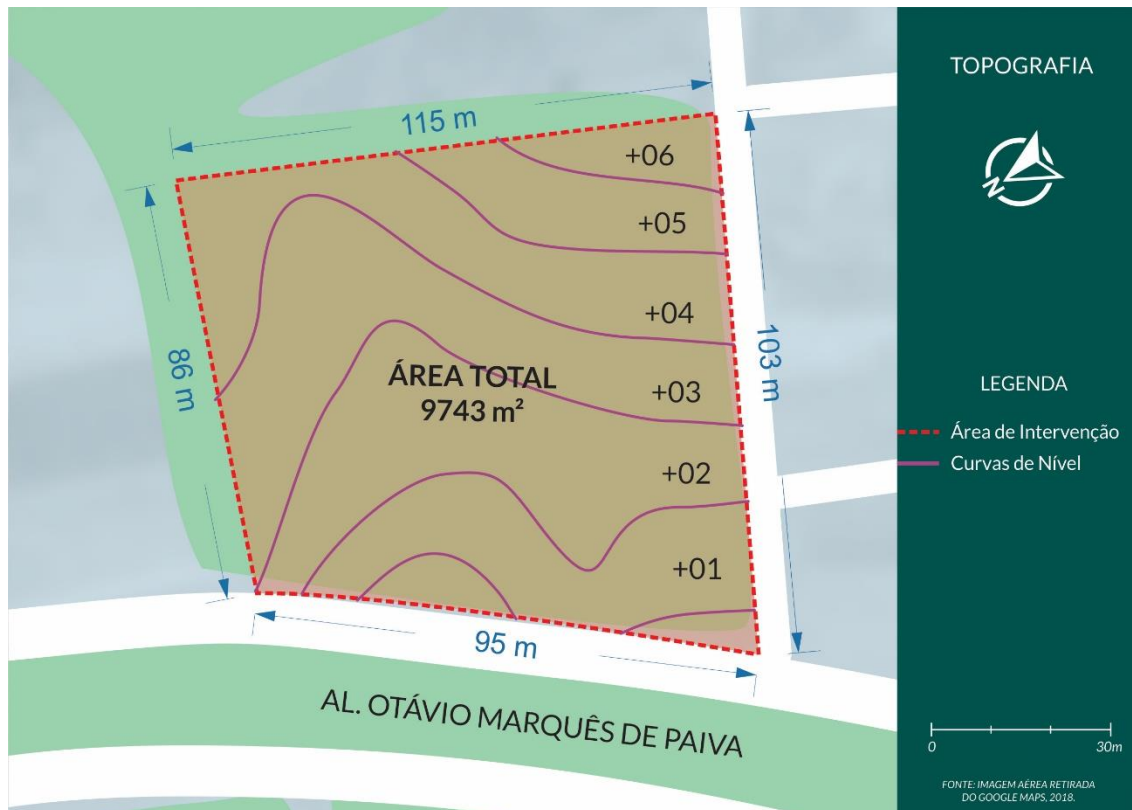 115 m
+06
+05
+04
86 m
103 m
ÁREA TOTAL
9743 m²
+03
+02
+01
95 m
AL. OTÁVIO MARQUÊS DE PAIVA
TOPOGRAFIA
N
LEGENDA
Área de Intervenção
Curvas de Nível
0 30m
FONTE: IMAGEM AÉREA RETIRADA
DO GOOGLE MAPS, 2018.